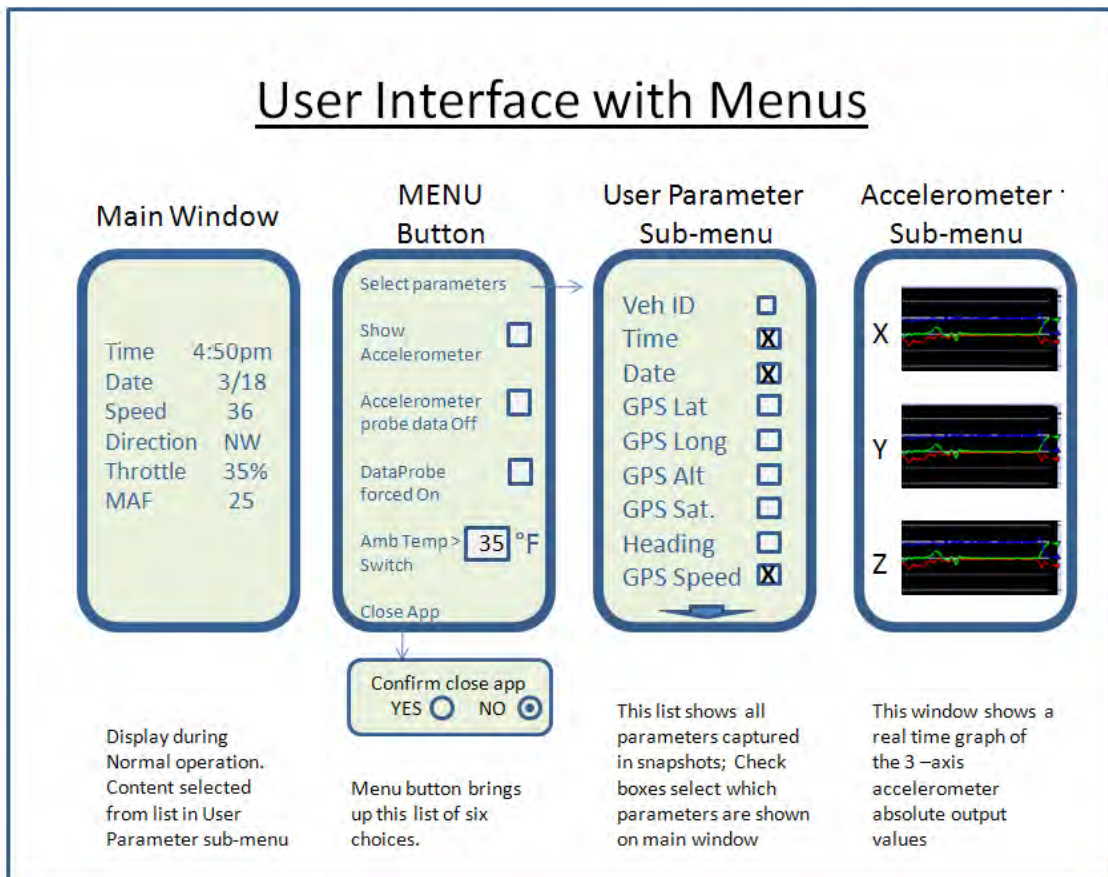 User Interface with Menus
Main Window
Time 4:50pm
Date 3/18
Speed 36
Direction NW
Throttle 35%
MAF 25
Display during
Normal operation.
Content selected
from list in User
Parameter sub-menu
MENU
Button
Select parameters
Show
Accelerometer
Accelerometer
probe data Off
DataProbe
forced On
Amb Temp > 35 °F
Switch
Close App
Confirm close app
YES NO
Menu button brings
up this list of six
choices.
User Parameter
Sub-menu
Veh ID
Time X
Date X
GPS Lat
GPS Long
GPS Alt
GPS Sat.
Heading
GPS Speed X
This list shows all
parameters captured
in snapshots; Check
boxes select which
parameters are shown
on main window
Accelerometer
Sub-menu
X
Y
Z
This window shows a
real time graph of
the 3 –axis
accelerometer
absolute output
values